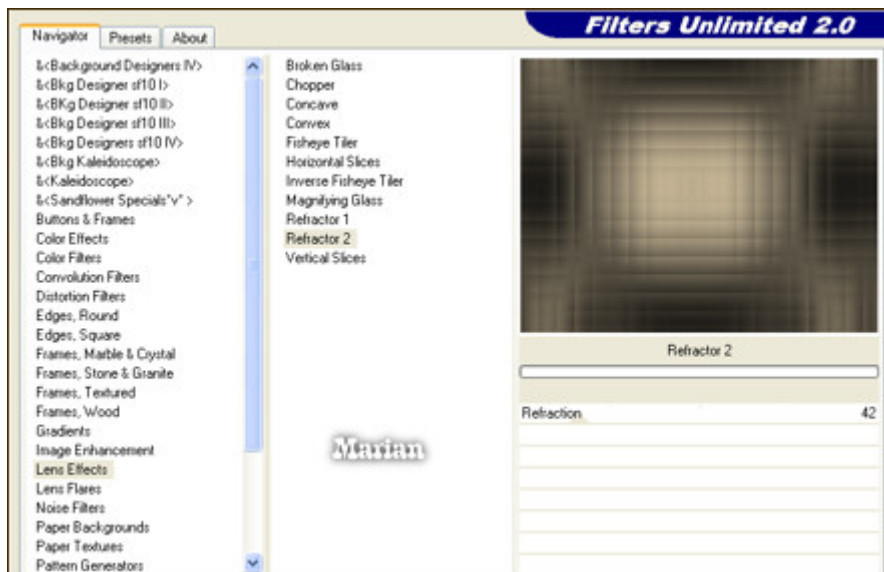 Navigator
Presets
About
Filters Unlimited 2.0
&<Background Designers IV>
&<Bkg Designer sf10 I>
&<BKg Designer sf10 II>
&<Bkg Designer sf10 III>
&<Bkg Designers sf10 IV>
&<Bkg Kaleidoscope>
&<Kaleidoscope>
&<Sandflower Specials"v" >
Buttons & Frames
Color Effects
Color Filters
Convolution Filters
Distortion Filters
Edges, Round
Edges, Square
Frames, Marble & Crystal
Frames, Stone & Granite
Frames, Textured
Frames, Wood
Gradients
Image Enhancement
Lens Effects
Lens Flares
Noise Filters
Paper Backgrounds
Paper Textures
Pattern Generators
Broken Glass
Chopper
Concave
Convex
Fisheye Tiler
Horizontal Slices
Inverse Fisheye Tiler
Magnifying Glass
Refractor 1
Refractor 2
Vertical Slices
Marian
Refractor 2
Refraction 42